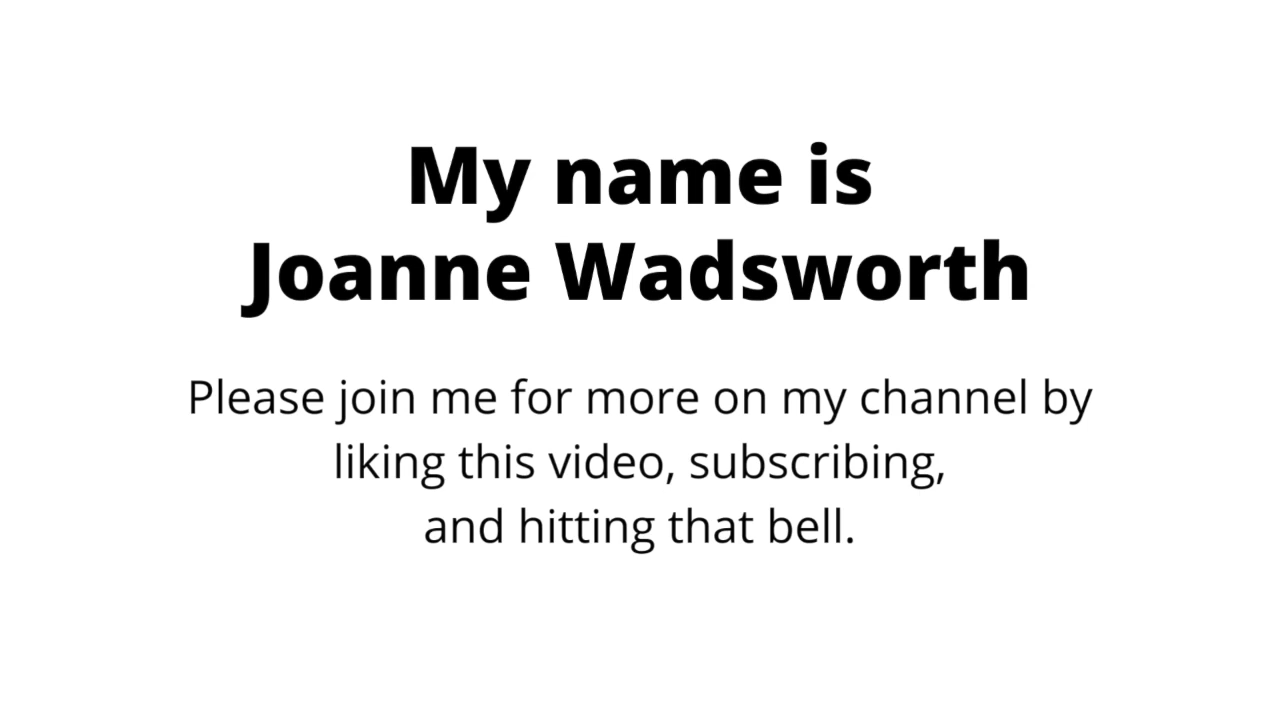 My name is
Joanne Wadsworth
Please join me for more on my channel by
liking this video, subscribing,
and hitting that bell.